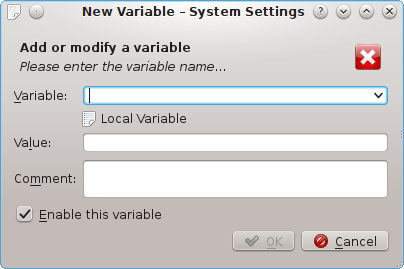 New Variable – System Settings
Add or modify a variable
Please enter the variable name...
Variable:
Local Variable
Value:
Comment:
Enable this variable
OK Cancel